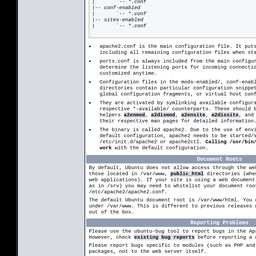 |       `-- *.conf
|-- conf-enabled
|       `-- *.conf
|-- sites-enabled
        `-- *.conf
apache2.conf is the main configuration file. It puts
including all remaining configuration files when sta
ports.conf is always included from the main configur
determine the listening ports for incoming connectio
customized anytime.
Configuration files in the mods-enabled/, conf-enabl
directories contain particular configuration snippet
global configuration fragments, or virtual host conf
They are activated by symlinking available configura
respective *-available/ counterparts. These should b
helpers a2enmod, a2dismod, a2ensite, a2dissite, and
their respective man pages for detailed information.
The binary is called apache2. Due to the use of envi
default configuration, apache2 needs to be started/s
/etc/init.d/apache2 or apache2ctl. Calling /usr/bin/
work with the default configuration.
Document Roots
By default, Ubuntu does not allow access through the web
those located in /var/www, public_html directories (when
web applications). If your site is using a web document
as in /srv) you may need to whitelist your document root
/etc/apache2/apache2.conf.
The default Ubuntu document root is /var/www/html. You c
under /var/www. This is different to previous releases w
out of the box.
Reporting Problems
Please use the ubuntu-bug tool to report bugs in the Apa
However, check existing bug reports before reporting a n
Please report bugs specific to modules (such as PHP and
packages, not to the web server itself.